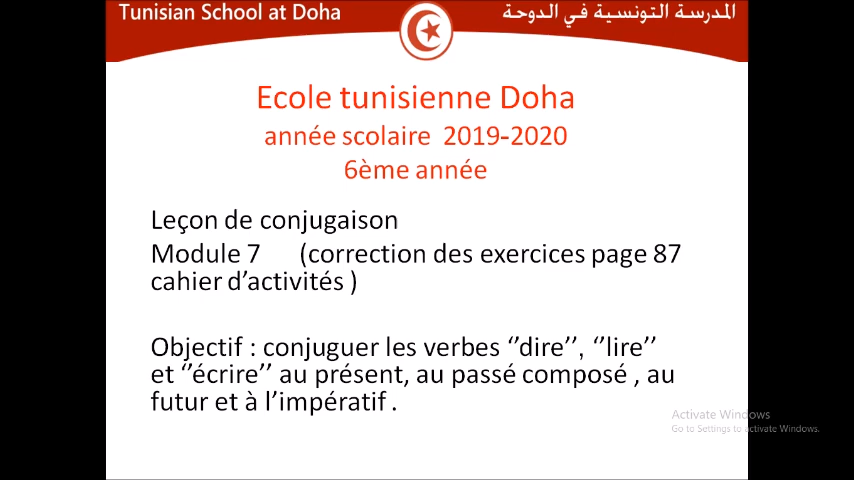 Tunisian School at Doha
المدرسة التونسية في الدوحة
Ecole tunisienne Doha
année scolaire 2019-2020
6ème année
Leçon de conjugaison
Module 7 (correction des exercices page 87
cahier d’activités )
Objectif : conjuguer les verbes ‘’dire’’, ‘’lire’’
et ‘’écrire’’ au présent, au passé composé , au
futur et à l’impératif .
Activate Windows
Go to Settings to activate Windows.